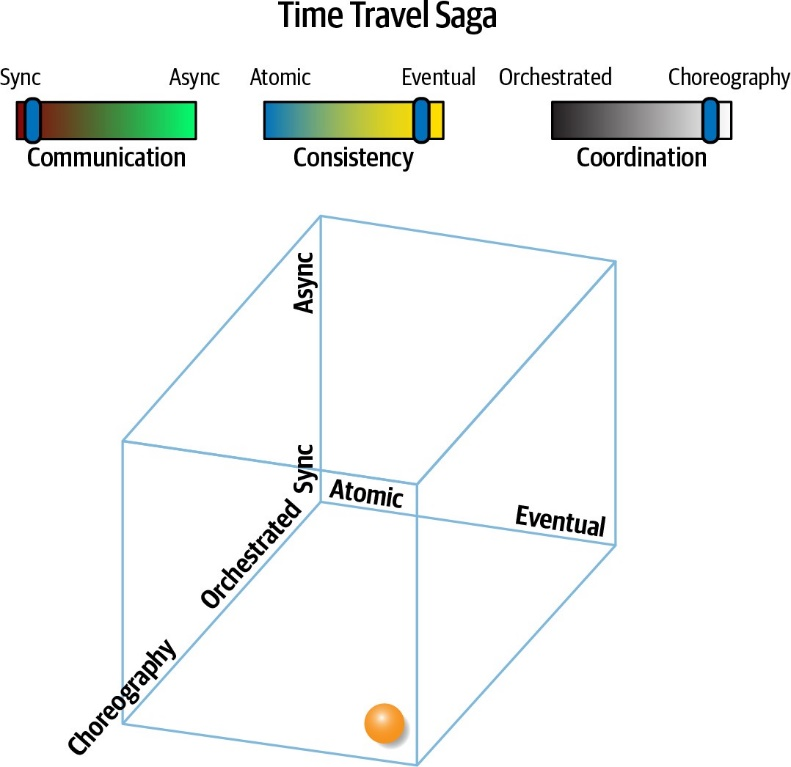 Time Travel Saga
Sync Async
Communication
Atomic Eventual
Consistency
Orchestrated Choreography
Coordination
Async
Sync
Atomic
Eventual
Orchestrated
Choreography